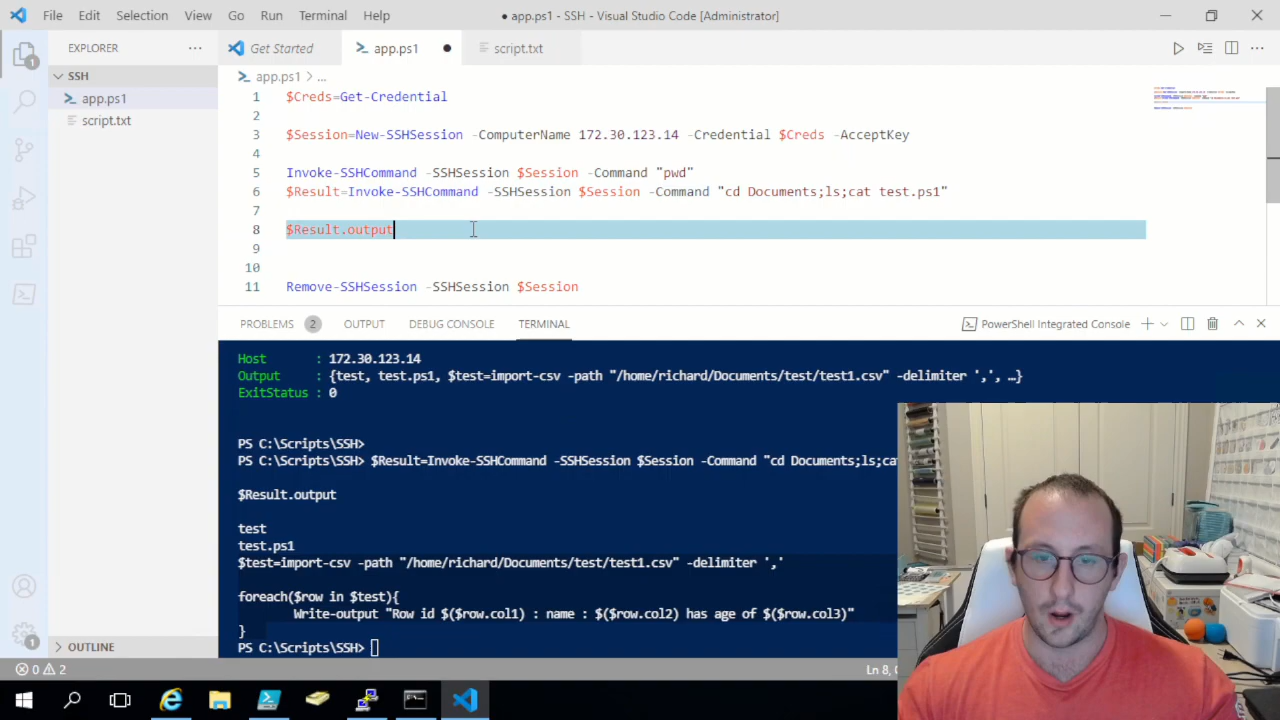 File Edit Selection View Go Run Terminal Help
● app.ps1 - SSH - Visual Studio Code [Administrator]
EXPLORER
Get Started
app.ps1
script.txt
SSH
app.ps1
script.txt
app.ps1 > ...
1 $Creds=Get-Credential
2
3 $Session=New-SSHSession -ComputerName 172.30.123.14 -Credential $Creds -AcceptKey
4
5 Invoke-SSHCommand -SSHSession $Session -Command "pwd"
6 $Result=Invoke-SSHCommand -SSHSession $Session -Command "cd Documents;ls;cat test.ps1"
7
8 $Result.output
9
10
11 Remove-SSHSession -SSHSession $Session
PROBLEMS 2 OUTPUT DEBUG CONSOLE TERMINAL
PowerShell Integrated Console
Host : 172.30.123.14
Output : {test, test.ps1, $test=import-csv -path "/home/richard/Documents/test/test1.csv" -delimiter ',', …}
ExitStatus : 0
PS C:\Scripts\SSH>
PS C:\Scripts\SSH> $Result=Invoke-SSHCommand -SSHSession $Session -Command "cd Documents;ls;cat
$Result.output
test
test.ps1
$test=import-csv -path "/home/richard/Documents/test/test1.csv" -delimiter ','
foreach($row in $test){
Write-output "Row id $($row.col1) : name : $($row.col2) has age of $($row.col3)"
}
PS C:\Scripts\SSH>
OUTLINE
0 2
Ln 8,